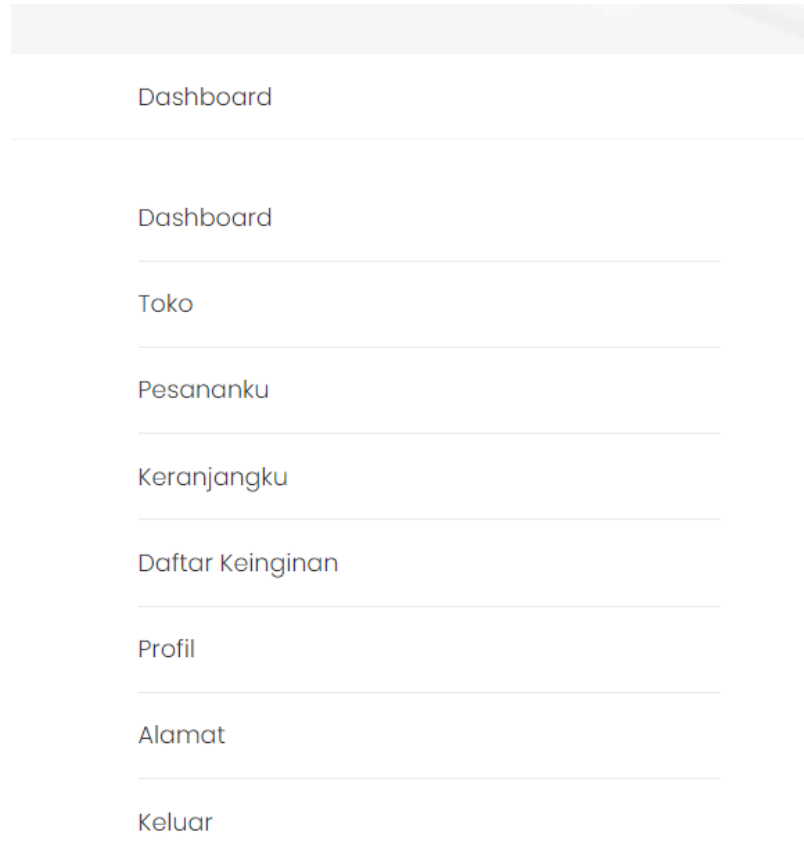 Dashboard
Dashboard
Toko
Pesananku
Keranjangku
Daftar Keinginan
Profil
Alamat
Keluar